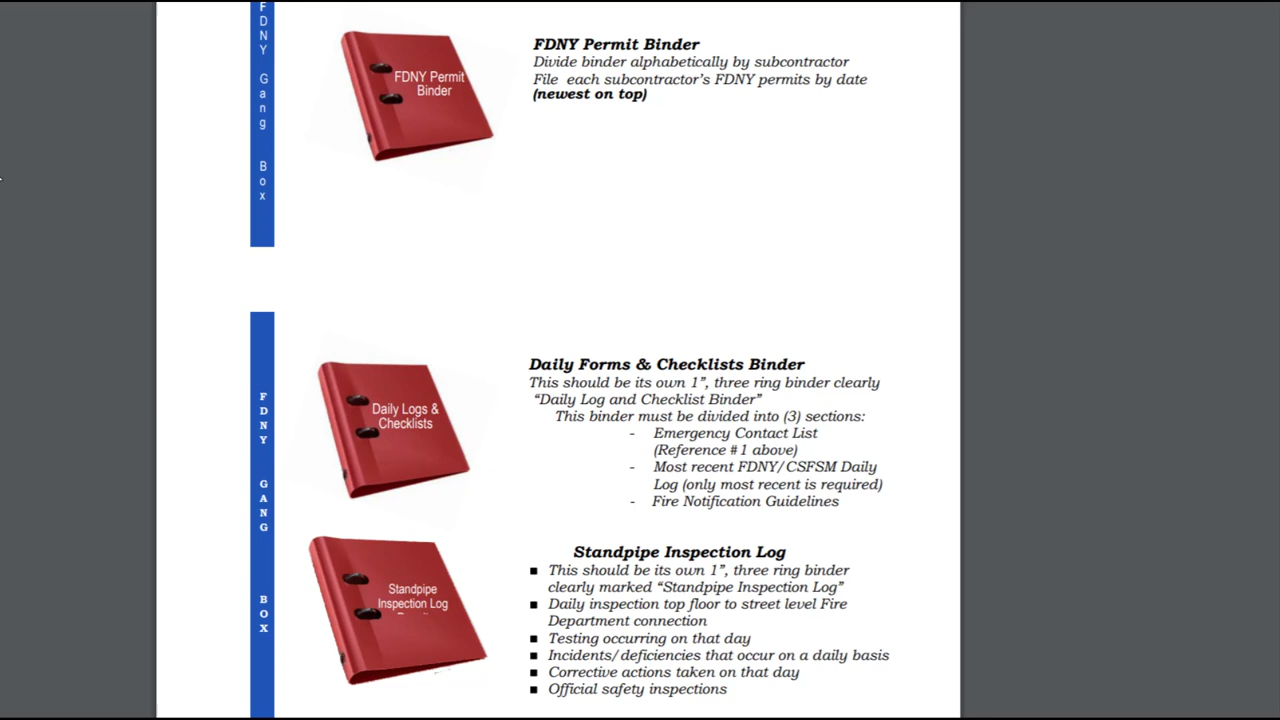 FDNY Gang Box
FDNY Permit
Binder
FDNY Permit Binder
Divide binder alphabetically by subcontractor
File each subcontractor's FDNY permits by date
(newest on top)
FDNY GANG BOX
Daily Logs &
Checklists
Daily Forms & Checklists Binder
This should be its own 1”, three ring binder clearly
“Daily Log and Checklist Binder”
This binder must be divided into (3) sections:
- Emergency Contact List
(Reference #1 above)
- Most recent FDNY/CSFSM Daily
Log (only most recent is required)
- Fire Notification Guidelines
Standpipe
Inspection Log
Standpipe Inspection Log
■ This should be its own 1”, three ring binder
clearly marked “Standpipe Inspection Log”
■ Daily inspection top floor to street level Fire
Department connection
■ Testing occurring on that day
■ Incidents/deficiencies that occur on a daily basis
■ Corrective actions taken on that day
■ Official safety inspections